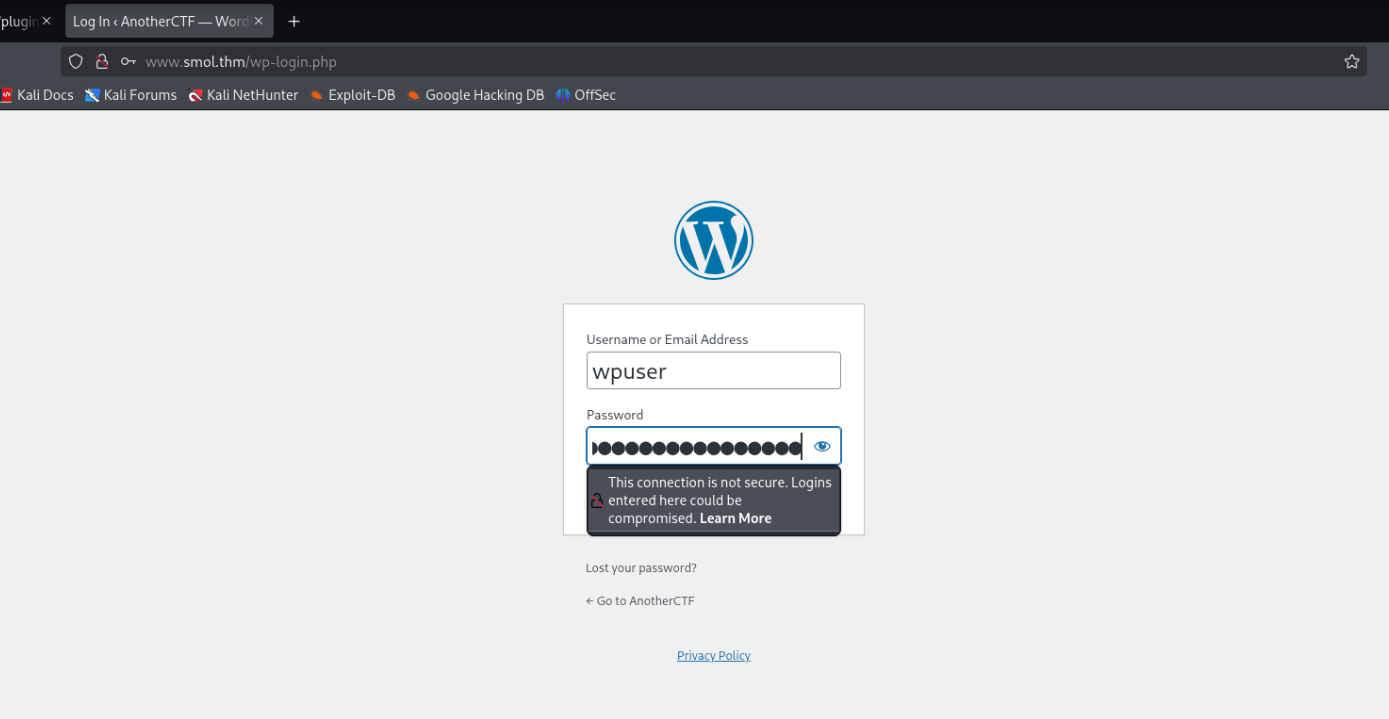 plugin
Log In ‹ AnotherCTF — Word
www.smol.thm/wp-login.php
Kali Docs Kali Forums Kali NetHunter Exploit-DB Google Hacking DB OffSec
Username or Email Address
wpuser
Password
This connection is not secure. Logins
entered here could be
compromised. Learn More
Lost your password?
← Go to AnotherCTF
Privacy Policy